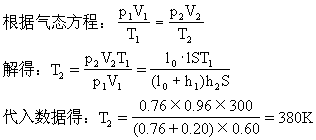 根据气态方程: p₁V₁/T₁ = p₂V₂/T₂
解得:T₂ = p₂V₂T₁/p₁V₁ = l₀·lST₁/(l₀+h₁)h₂S
代入数据得:T₂ = 0.76×0.96×300/(0.76+0.20)×0.60 = 380K